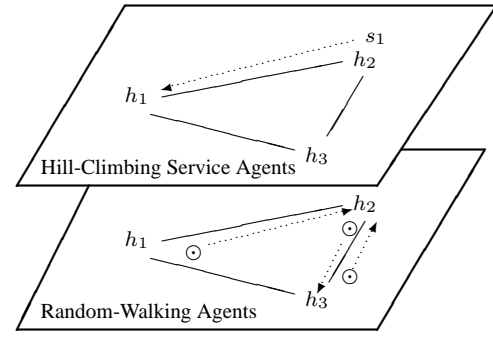 s₁
h₂
h₁
h₃
Hill-Climbing Service Agents
h₂
h₁
h₃
Random-Walking Agents